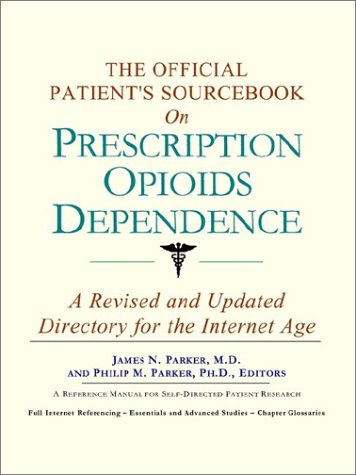 THE OFFICIAL
PATIENT'S SOURCEBOOK
On
PRESCRIPTION
OPIOIDS
DEPENDENCE
A Revised and Updated
Directory for the Internet Age
JAMES N. PARKER, M.D.
AND PHILIP M. PARKER, PH.D., EDITORS
A REFERENCE MANUAL FOR SELF-DIRECTED PATIENT RESEARCH
Full Internet Referencing – Essentials and Advanced Studies – Chapter Glossaries